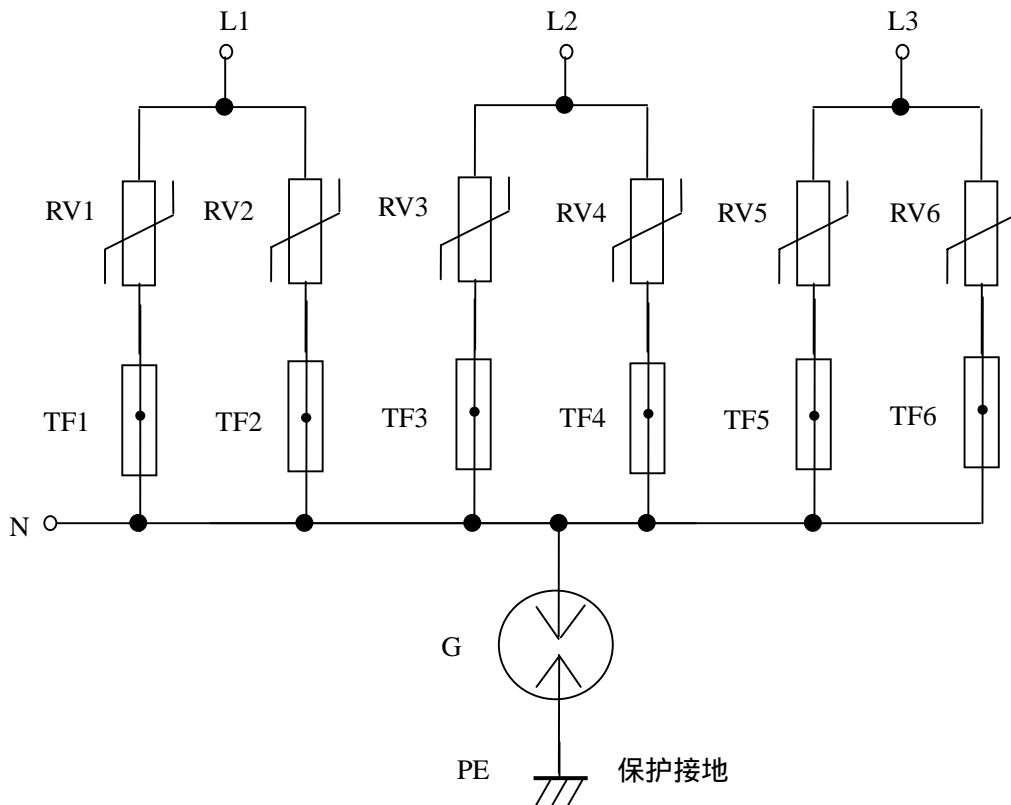 L1 L2 L3
RV1 RV2 RV3 RV4 RV5 RV6
TF1 TF2 TF3 TF4 TF5 TF6
N
G
PE 保护接地